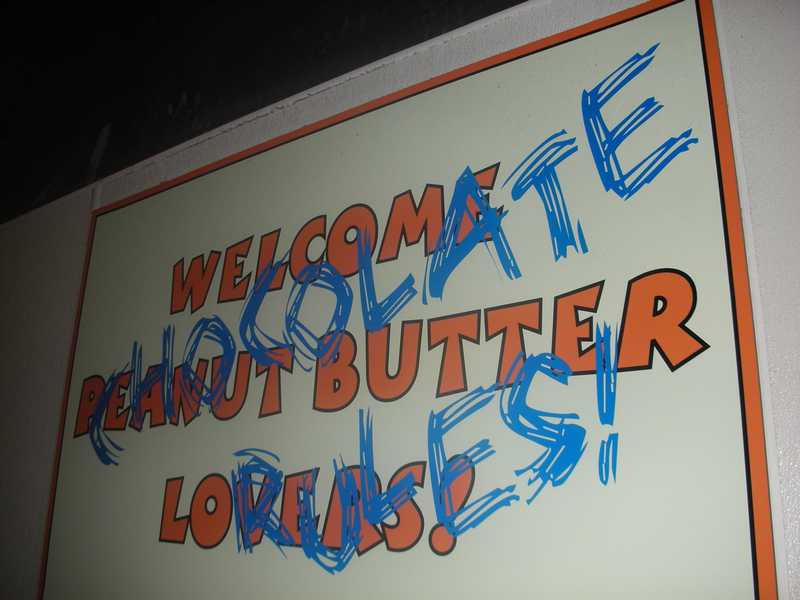 WELCOME
PEANUT BUTTER
LOVERS!
CHOCOLATE
RULES!